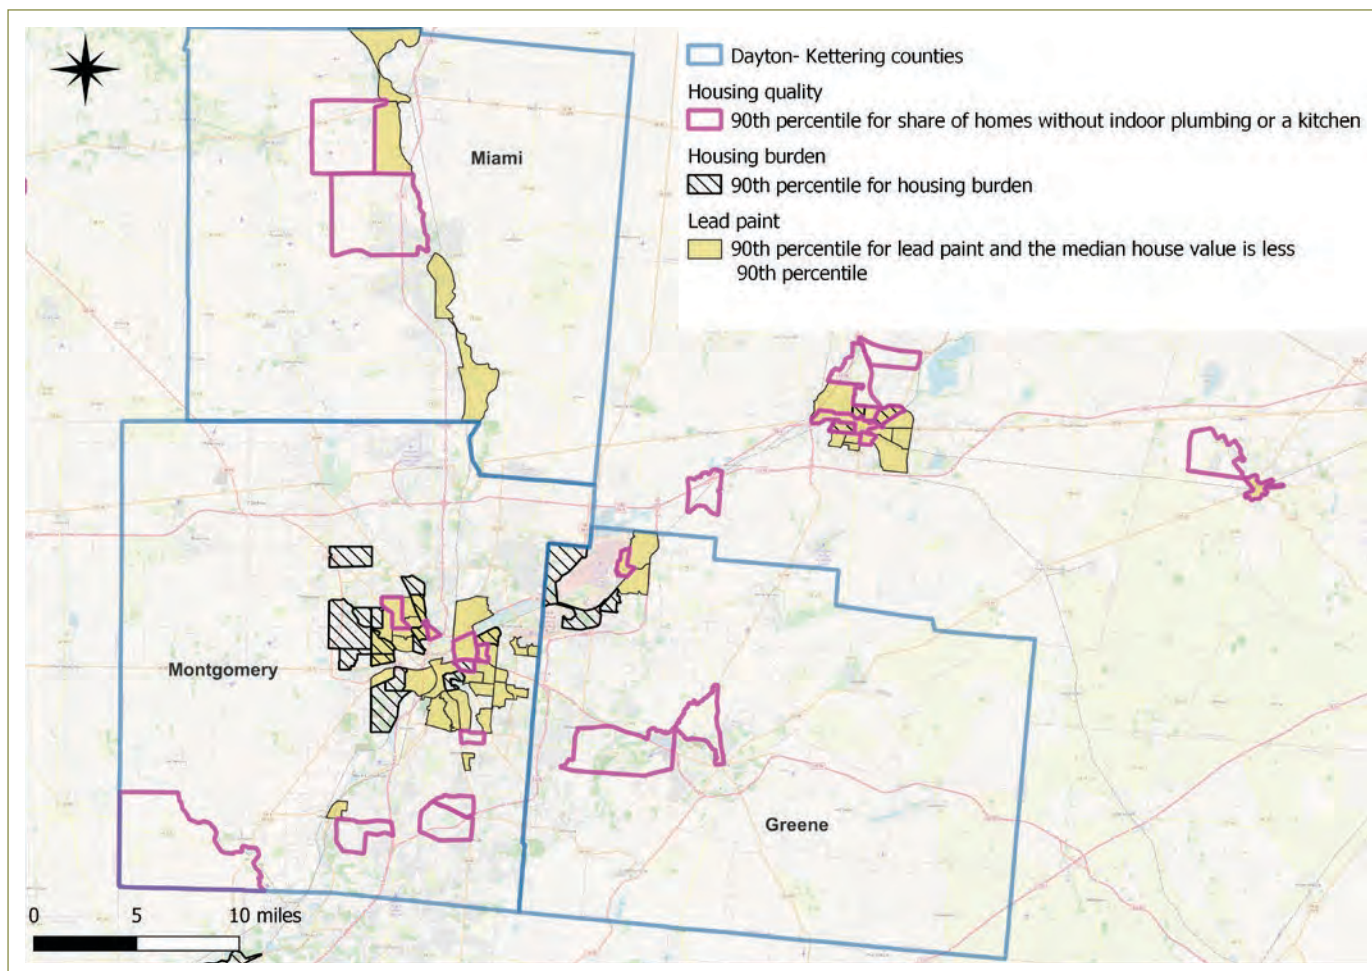 Dayton- Kettering counties
Housing quality
90th percentile for share of homes without indoor plumbing or a kitchen
Housing burden
90th percentile for housing burden
Lead paint
90th percentile for lead paint and the median house value is less
90th percentile
Miami
Montgomery
Greene
0 5 10 miles